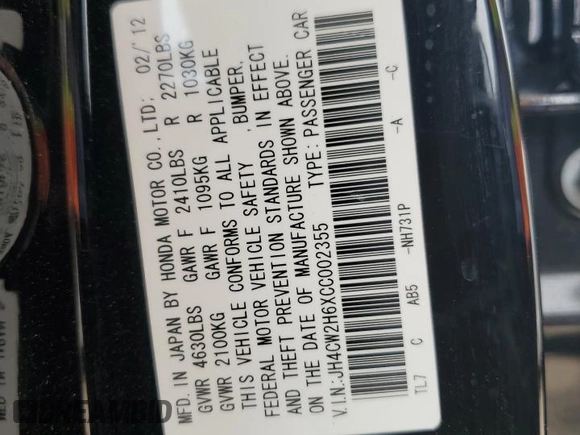 MFD. IN JAPAN BY HONDA MOTOR CO., LTD: 02/'12
GVWR 4630LBS GAWR F 2410LBS R 2270LBS
GVWR 2100KG GAWR F 1095KG R 1030KG
THIS VEHICLE CONFORMS TO ALL APPLICABLE
FEDERAL MOTOR VEHICLE SAFETY , BUMPER,
AND THEFT PREVENTION STANDARDS IN EFFECT
ON THE DATE OF MANUFACTURE SHOWN ABOVE.
V.I.N.:JH4CW2H6XCC002355 TYPE: PASSENGER CAR
TL7 C AB5 -NH731P -A -C